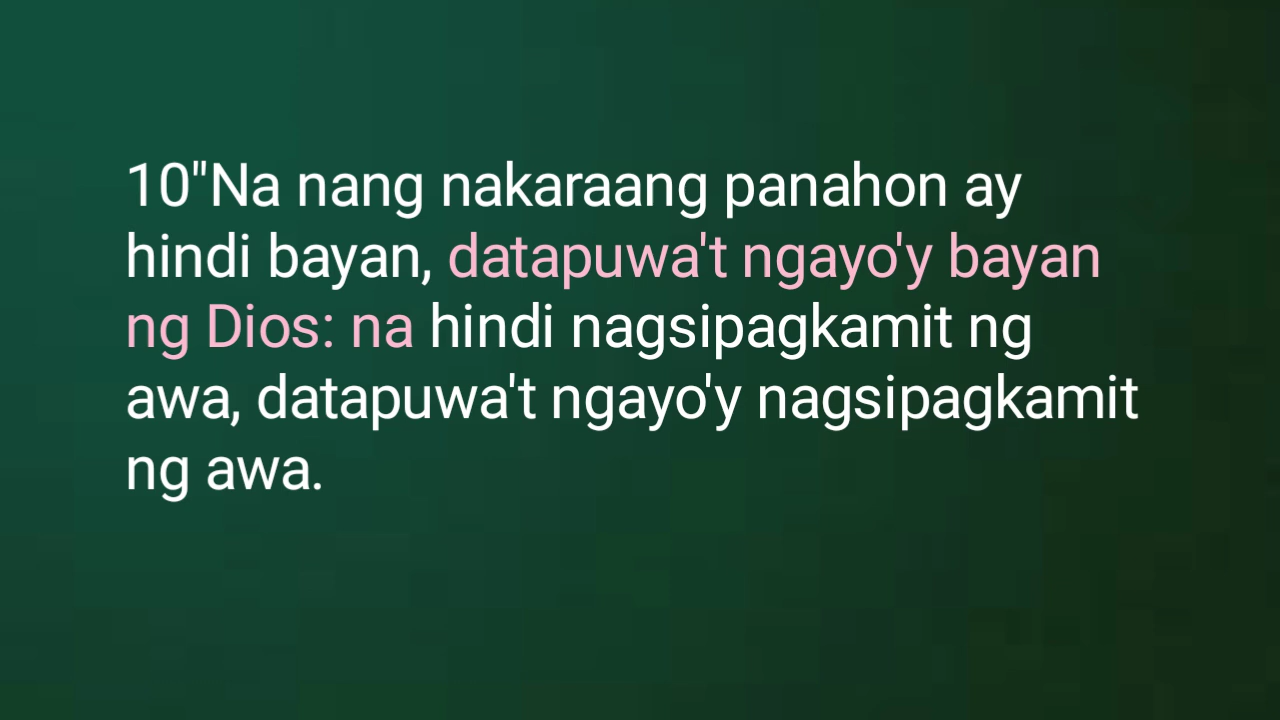 10"Na nang nakaraang panahon ay
hindi bayan, datapuwa't ngayo'y bayan
ng Dios: na hindi nagsipagkamit ng
awa, datapuwa't ngayo'y nagsipagkamit
ng awa.